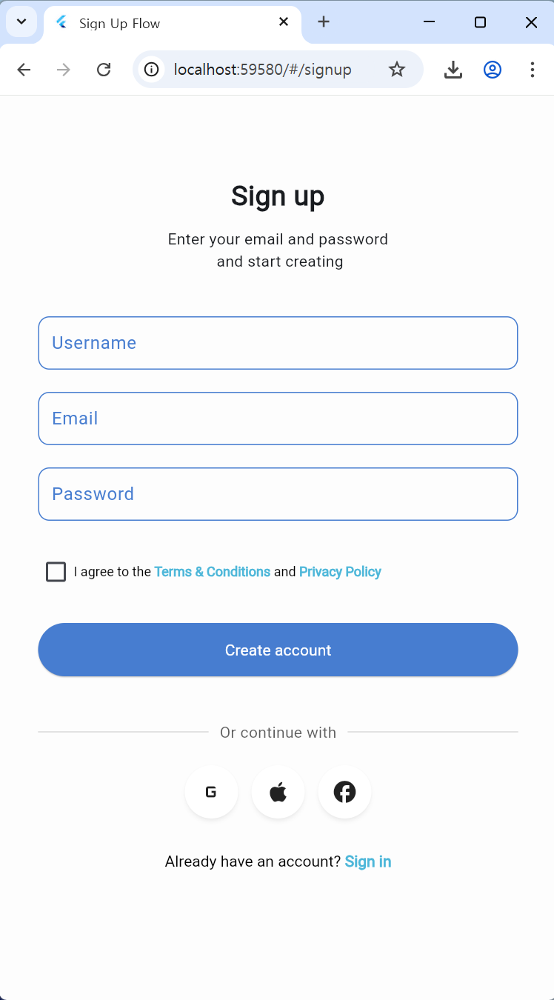 Sign Up Flow
localhost:59580/#/signup
Sign up
Enter your email and password
and start creating
Username
Email
Password
I agree to the Terms & Conditions and Privacy Policy
Create account
Or continue with
G
Already have an account? Sign in